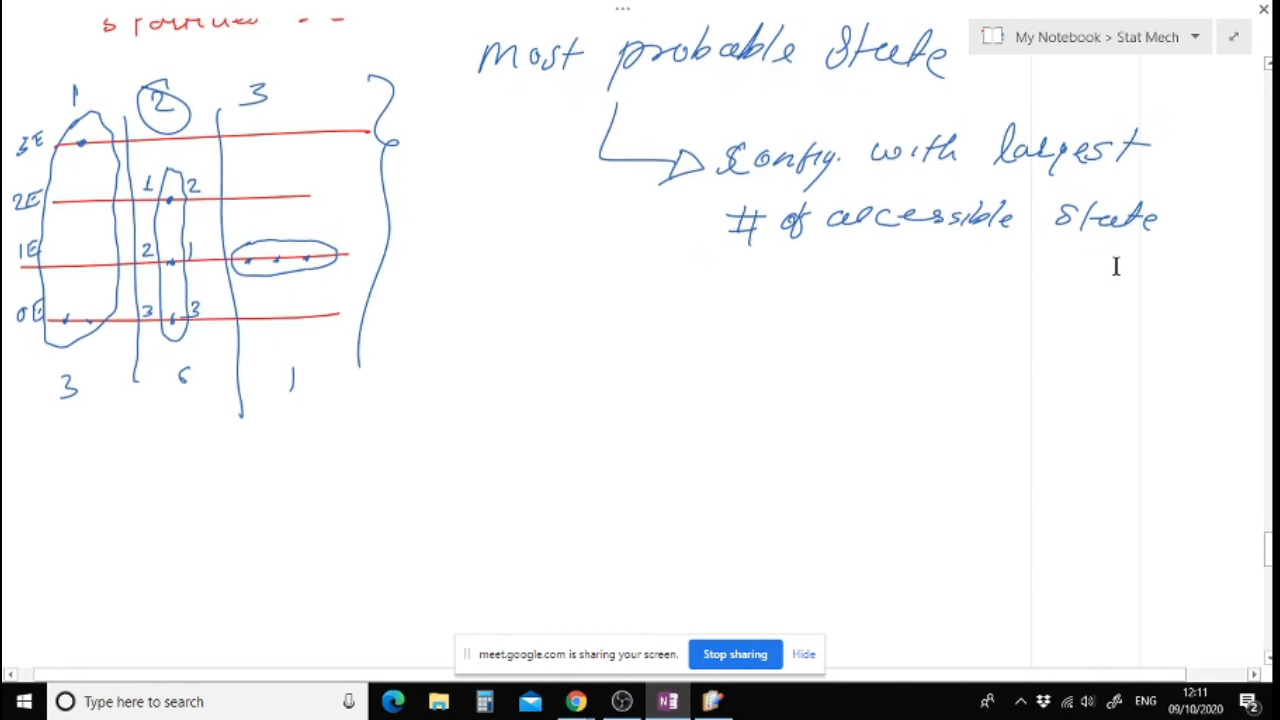 My Notebook > Stat Mech
most probable State
Config. with largest
# of accessible State
1 2 3
3E
2E 1 2
1E 2 1
0E 3 3
3 6 1
meet.google.com is sharing your screen. Stop sharing Hide
Type here to search
ENG
12:11
09/10/2020
2